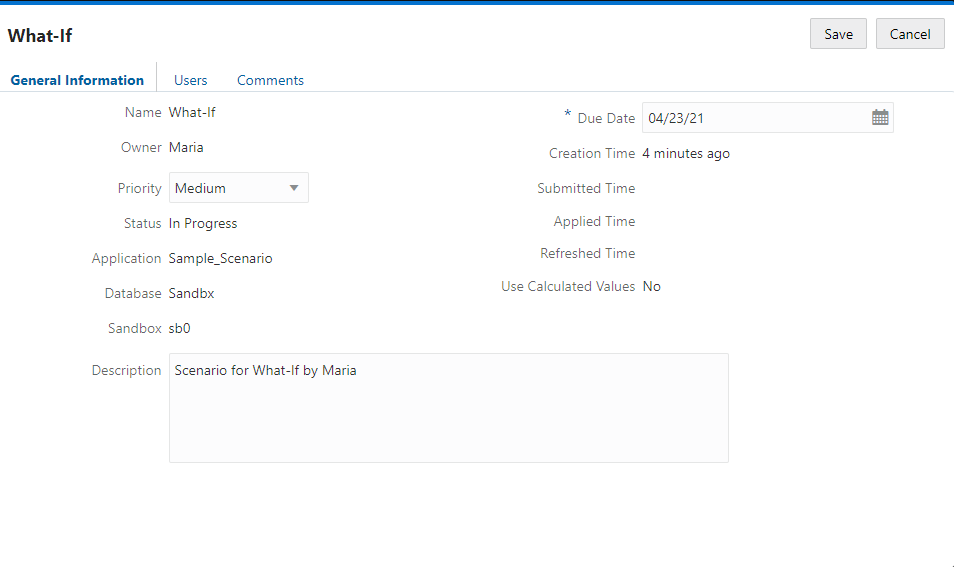 What-If
Save
Cancel
General Information
Users
Comments
Name What-If
Owner Maria
Priority Medium
Status In Progress
Application Sample_Scenario
Database Sandbx
Sandbox sb0
Description Scenario for What-If by Maria
* Due Date 04/23/21
Creation Time 4 minutes ago
Submitted Time
Applied Time
Refreshed Time
Use Calculated Values No